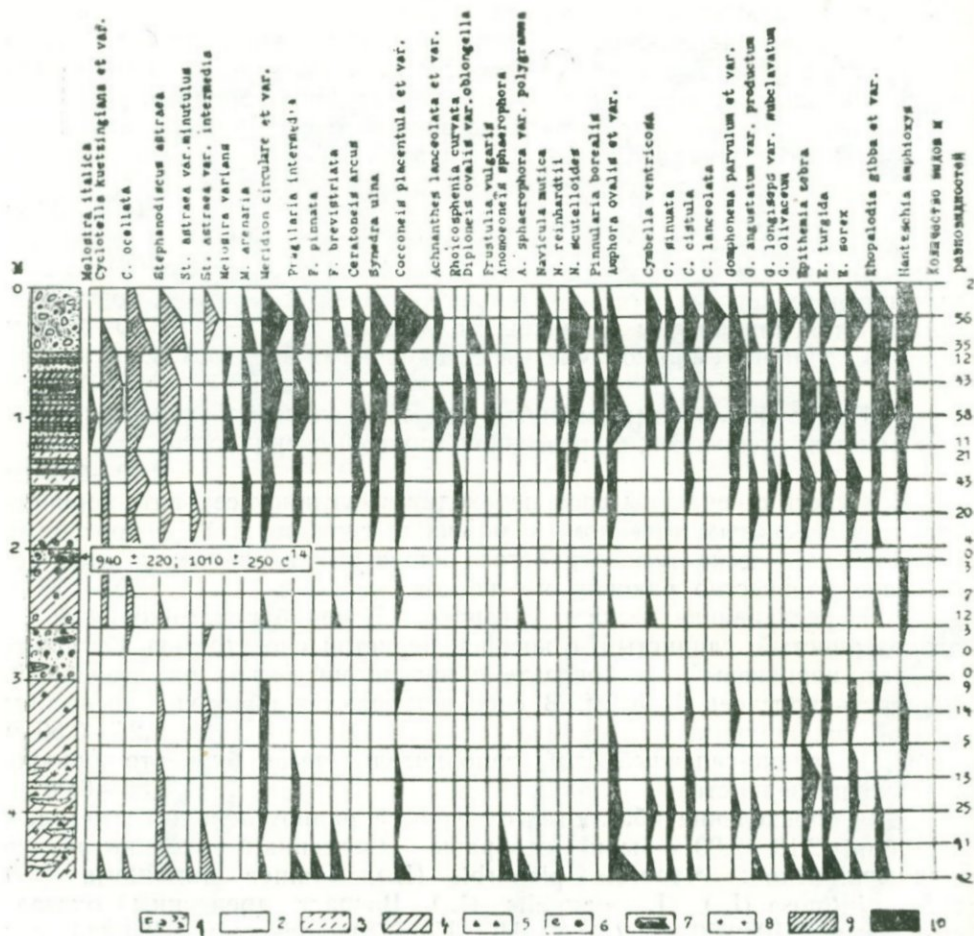 Melosira italica
Cyclotella kuetzingiana et var.
C. ocellata
Stephanodiscus astraea
St. astraea var. minutulus
St. astraea var. intermedia
Melosira varians
M. arenaria
Meridion circulare et var.
Fragilaria intermedia
F. pinnata
F. brevistriata
Ceratoneis arcus
Synedra ulna
Cocconeis placentula et var.
Achnanthes lanceolata et var.
Rhoicosphenia curvata
Diploneis ovalis var. oblongella
Frustulia vulgaris
Anomoeoneis sphaerophora
A. sphaerophora var. polygramma
Navicula mutica
N. reinhardtii
N. scutelloides
Pinnularia borealis
Amphora ovalis et var.
Cymbella ventricosa
C. sinuata
C. cistula
C. lanceolata
Gomphonema parvulum et var.
G. angustatum var. productum
G. longiceps var. subclavatum
G. olivaceum
Epithemia zebra
E. turgida
E. sorex
Rhopalodia gibba et var.
Hantzschia amphioxys
Количество видов и
разновидностей
м
0
1
2
3
4
2
56
35
12
43
58
11
21
43
20
4
3
7
12
3
0
0
9
14
5
13
25
41
940 ± 220; 1010 ± 250 C14
1 2 3 4 5 6 7 8 9 10